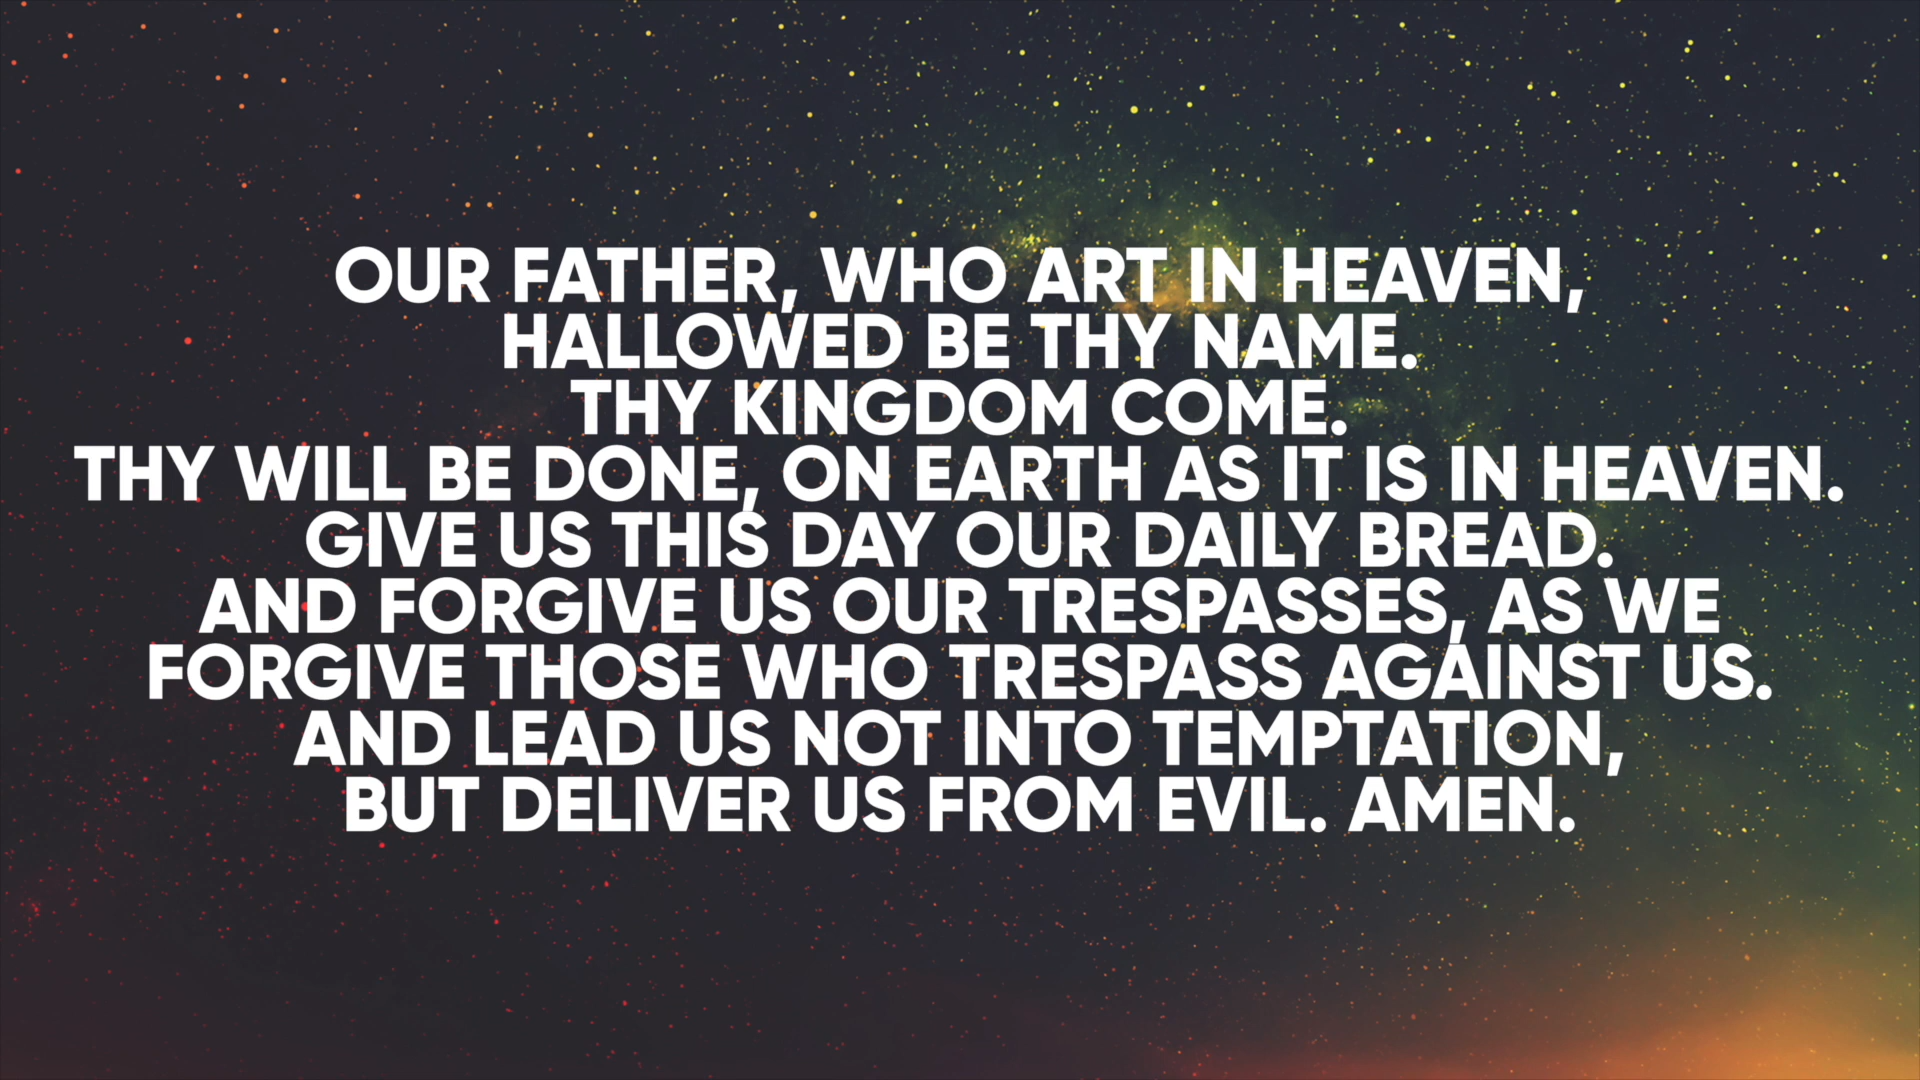 OUR FATHER, WHO ART IN HEAVEN,
HALLOWED BE THY NAME.
THY KINGDOM COME.
THY WILL BE DONE, ON EARTH AS IT IS IN HEAVEN.
GIVE US THIS DAY OUR DAILY BREAD.
AND FORGIVE US OUR TRESPASSES, AS WE
FORGIVE THOSE WHO TRESPASS AGAINST US.
AND LEAD US NOT INTO TEMPTATION,
BUT DELIVER US FROM EVIL. AMEN.